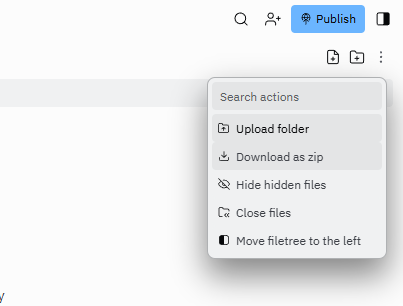 Publish
Search actions
Upload folder
Download as zip
Hide hidden files
Close files
Move filetree to the left
y